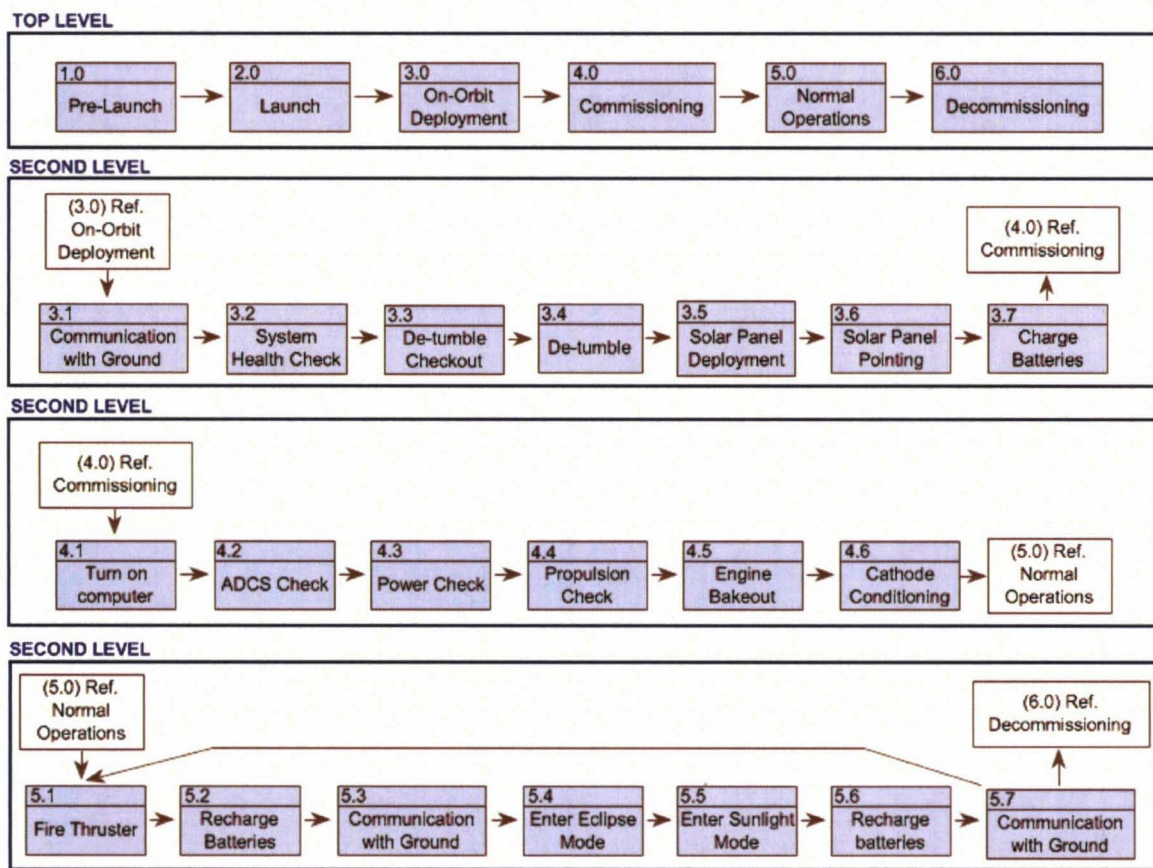 TOP LEVEL
1.0
Pre-Launch
2.0
Launch
3.0
On-Orbit
Deployment
4.0
Commissioning
5.0
Normal
Operations
6.0
Decommissioning
SECOND LEVEL
(3.0) Ref.
On-Orbit
Deployment
(4.0) Ref.
Commissioning
3.1
Communication
with Ground
3.2
System
Health Check
3.3
De-tumble
Checkout
3.4
De-tumble
3.5
Solar Panel
Deployment
3.6
Solar Panel
Pointing
3.7
Charge
Batteries
SECOND LEVEL
(4.0) Ref.
Commissioning
4.1
Turn on
computer
4.2
ADCS Check
4.3
Power Check
4.4
Propulsion
Check
4.5
Engine
Bakeout
4.6
Cathode
Conditioning
(5.0) Ref.
Normal
Operations
SECOND LEVEL
(5.0) Ref.
Normal
Operations
(6.0) Ref.
Decommissioning
5.1
Fire Thruster
5.2
Recharge
Batteries
5.3
Communication
with Ground
5.4
Enter Eclipse
Mode
5.5
Enter Sunlight
Mode
5.6
Recharge
batteries
5.7
Communication
with Ground